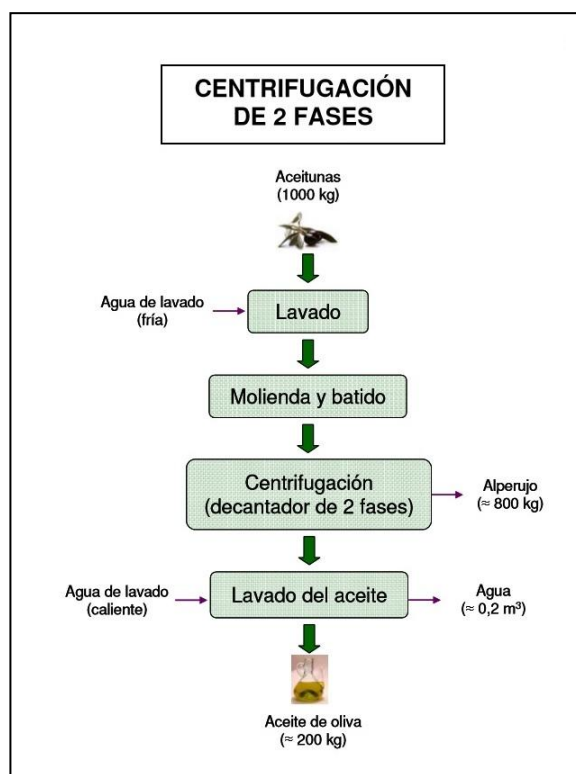 CENTRIFUGACIÓN
DE 2 FASES
Aceitunas
(1000 kg)
Agua de lavado
(fría)
Lavado
Molienda y batido
Centrifugación
(decantador de 2 fases)
Alperujo
(≈ 800 kg)
Agua de lavado
(caliente)
Lavado del aceite
Agua
(≈ 0,2 m³)
Aceite de oliva
(≈ 200 kg)